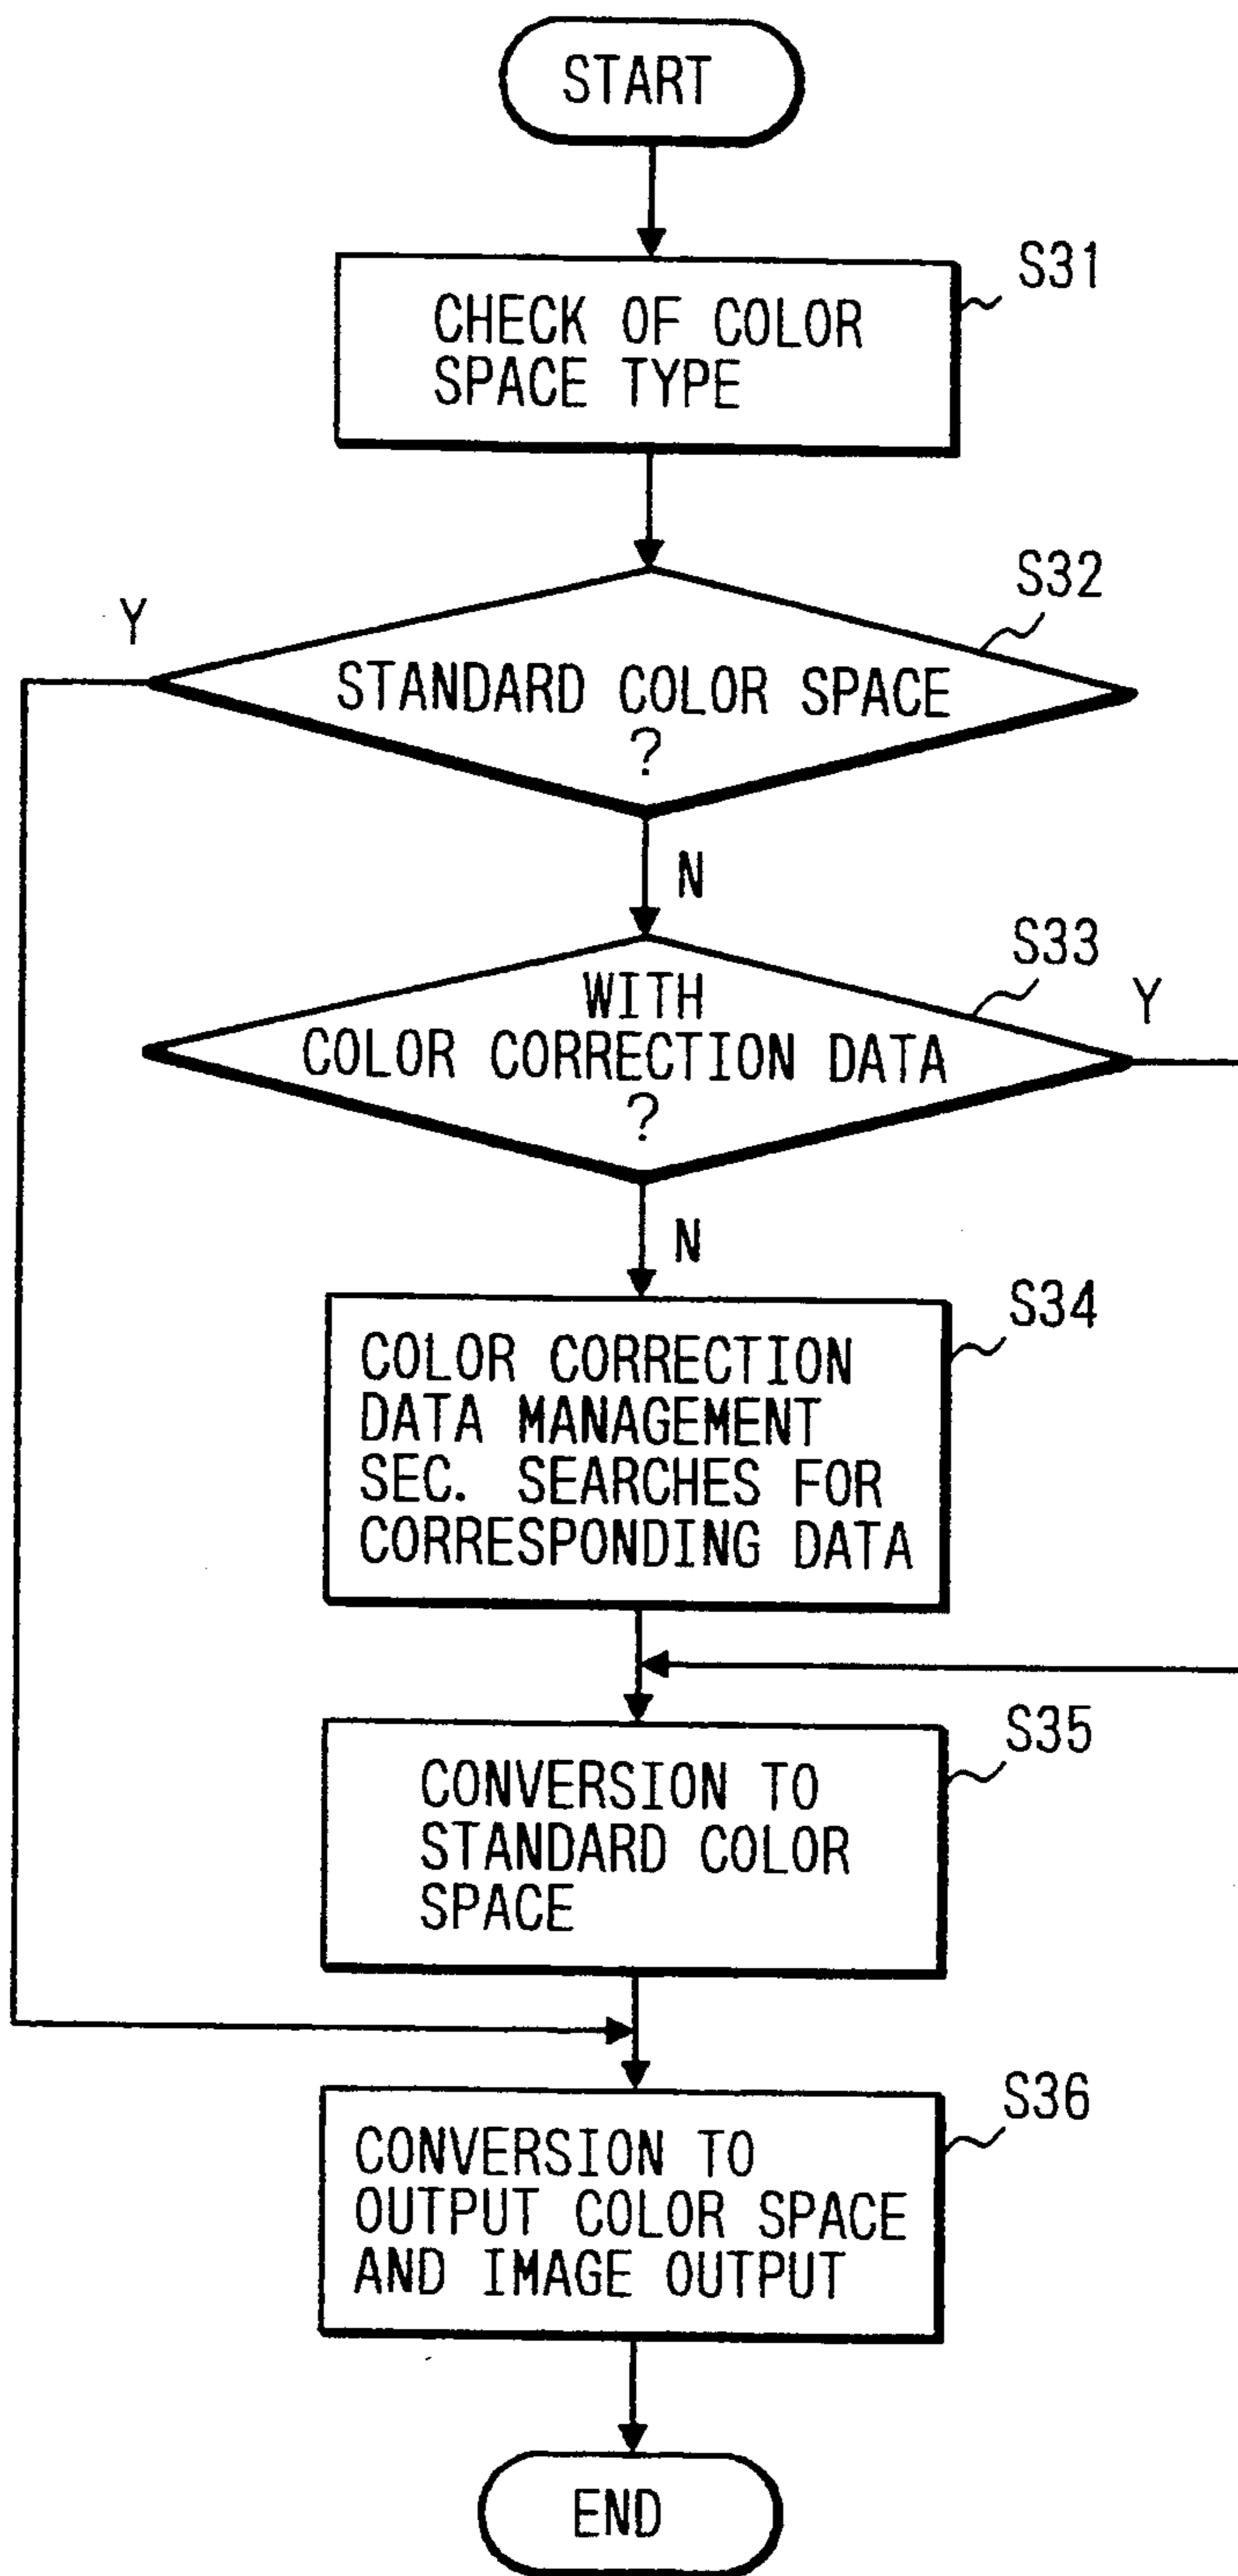 START
S31
CHECK OF COLOR
SPACE TYPE
S32
Y
STANDARD COLOR SPACE
?
N
S33
WITH
Y
COLOR CORRECTION DATA
?
N
S34
COLOR CORRECTION
DATA MANAGEMENT
SEC. SEARCHES FOR
CORRESPONDING DATA
S35
CONVERSION TO
STANDARD COLOR
SPACE
S36
CONVERSION TO
OUTPUT COLOR SPACE
AND IMAGE OUTPUT
END